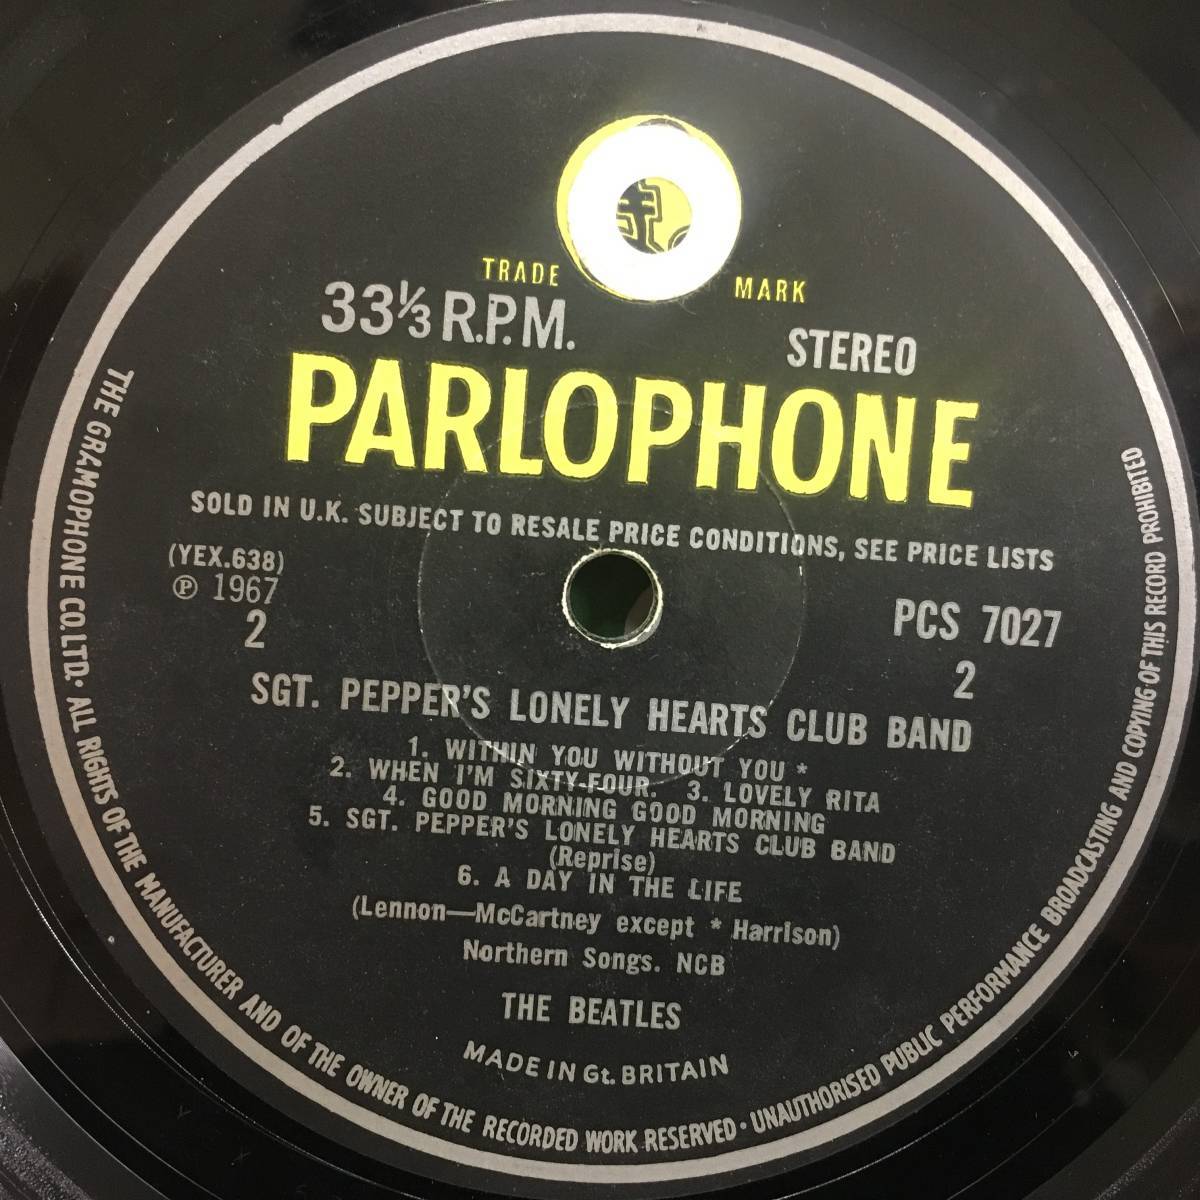 TRADE MARK
33⅓ R.P.M. STEREO
PARLOPHONE
SOLD IN U.K. SUBJECT TO RESALE PRICE CONDITIONS, SEE PRICE LISTS
(YEX.638)
℗ 1967
2
PCS 7027
2
SGT. PEPPER'S LONELY HEARTS CLUB BAND
1. WITHIN YOU WITHOUT YOU *
2. WHEN I'M SIXTY-FOUR. 3. LOVELY RITA
4. GOOD MORNING GOOD MORNING
5. SGT. PEPPER'S LONELY HEARTS CLUB BAND
(Reprise)
6. A DAY IN THE LIFE
(Lennon—McCartney except * Harrison)
Northern Songs. NCB
THE BEATLES
MADE IN Gt. BRITAIN
THE GRAMOPHONE CO. LTD. · ALL RIGHTS OF THE MANUFACTURER AND OF THE OWNER OF THE RECORDED WORK RESERVED · UNAUTHORISED PUBLIC PERFORMANCE BROADCASTING AND COPYING OF THIS RECORD PROHIBITED